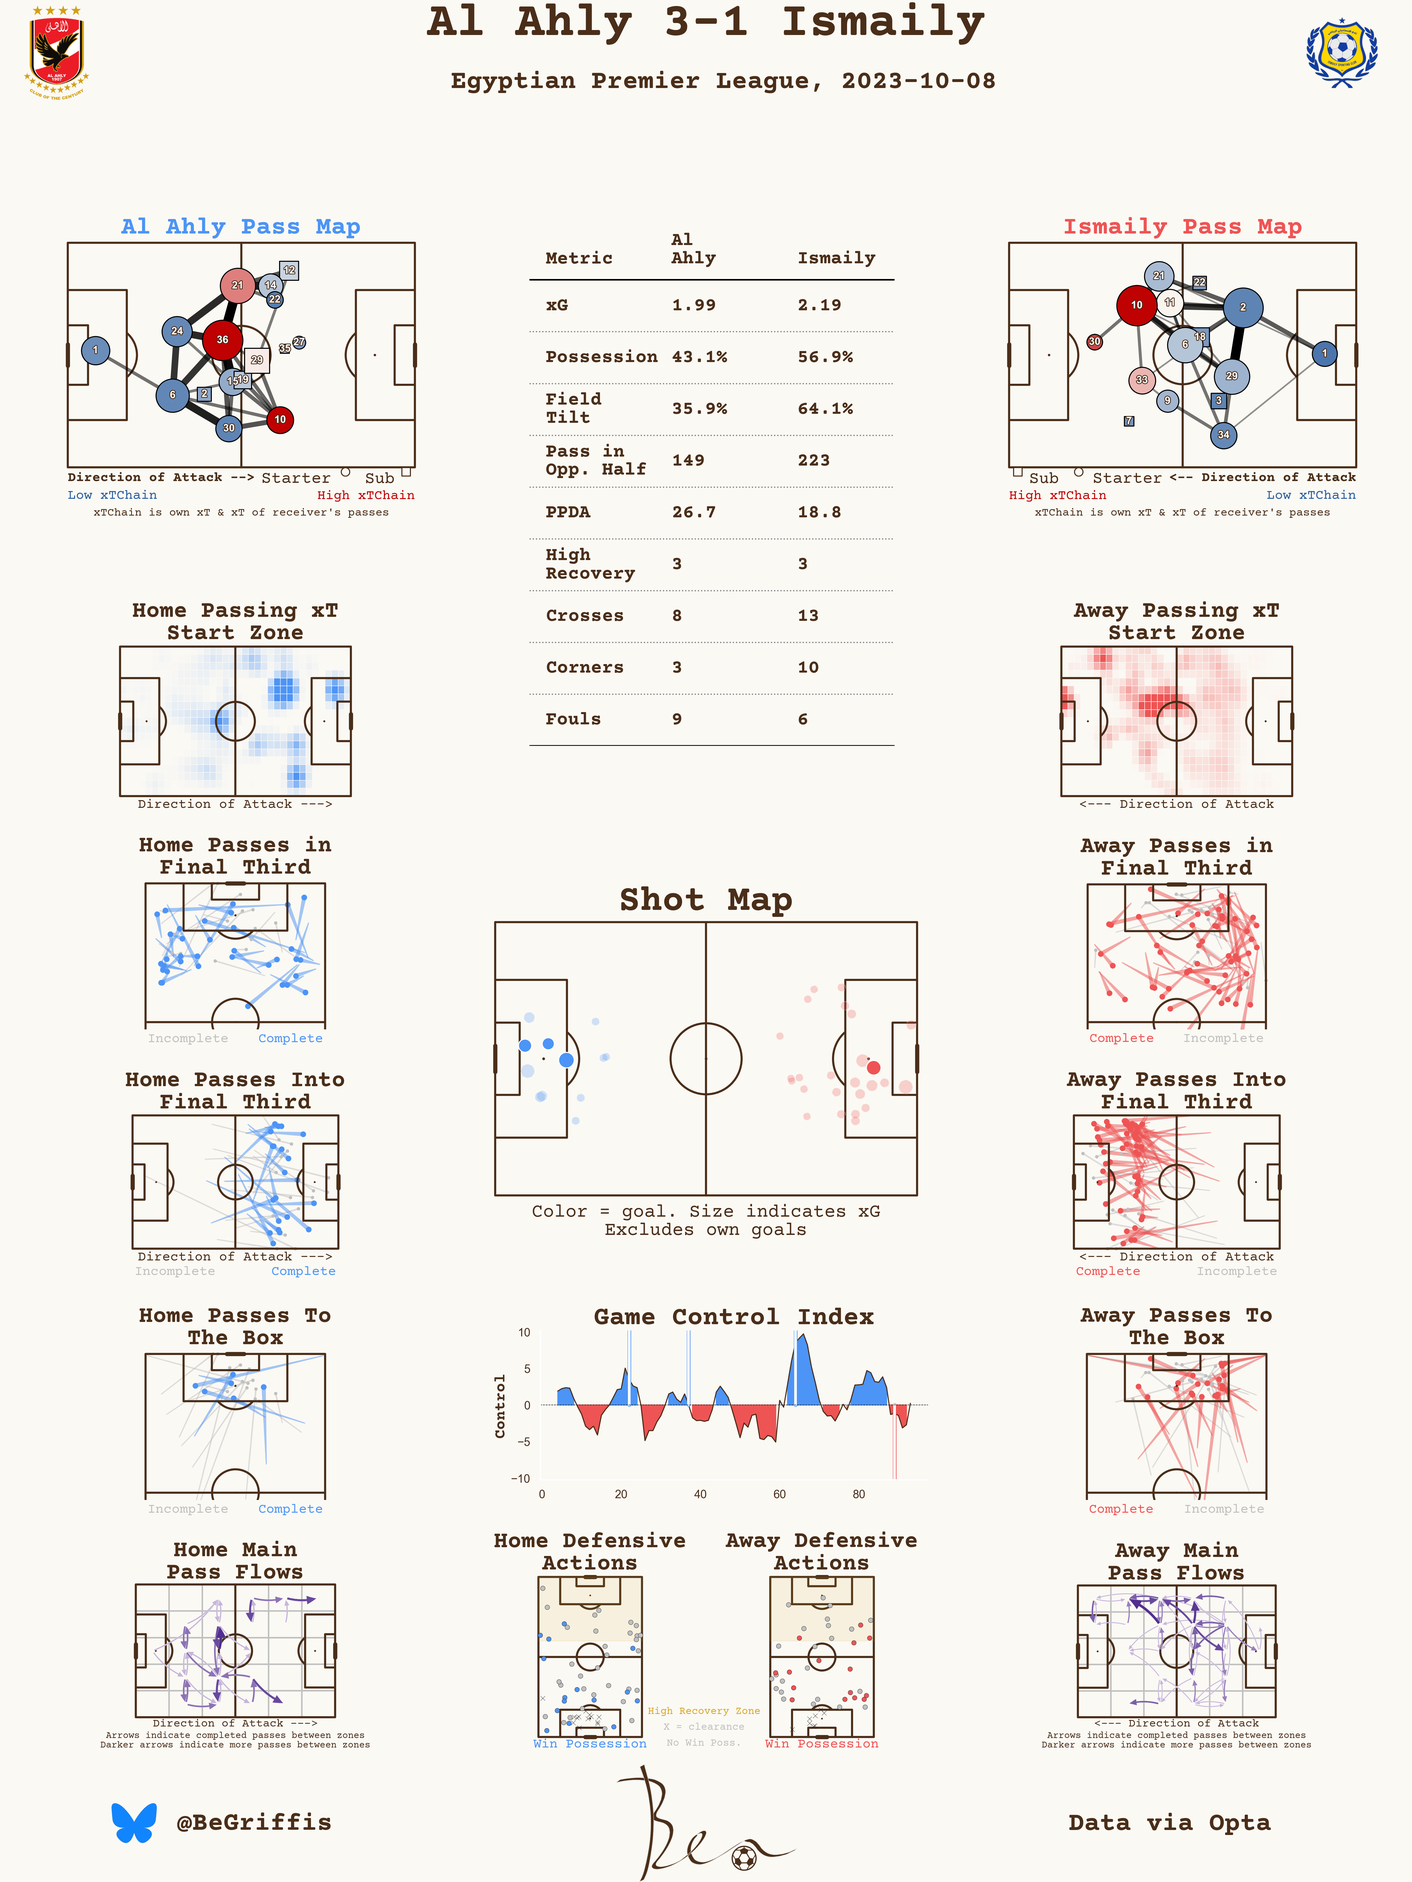 Al Ahly 3-1 Ismaily
Egyptian Premier League, 2023-10-08
AL AHLY
1907
CLUB OF THE CENTURY
Al Ahly Pass Map
12
21
14
22
24
36
27
35
1
29
15
19
6
2
10
30
Direction of Attack --> Starter Sub
Low xTChain High xTChain
xTChain is own xT & xT of receiver's passes
Metric Al Ahly Ismaily
xG 1.99 2.19
Possession 43.1% 56.9%
Field Tilt 35.9% 64.1%
Pass in Opp. Half 149 223
PPDA 26.7 18.8
High Recovery 3 3
Crosses 8 13
Corners 3 10
Fouls 9 6
Ismaily Pass Map
21
22
10
11
2
18
30
6
1
33
29
9
3
7
34
Sub Starter <-- Direction of Attack
High xTChain Low xTChain
xTChain is own xT & xT of receiver's passes
Home Passing xT
Start Zone
Direction of Attack --->
Away Passing xT
Start Zone
<--- Direction of Attack
Home Passes in
Final Third
Incomplete Complete
Away Passes in
Final Third
Complete Incomplete
Shot Map
Color = goal. Size indicates xG
Excludes own goals
Home Passes Into
Final Third
Direction of Attack --->
Incomplete Complete
Away Passes Into
Final Third
<--- Direction of Attack
Complete Incomplete
Home Passes To
The Box
Incomplete Complete
Game Control Index
Control
10
5
0
−5
−10
0 20 40 60 80
Away Passes To
The Box
Complete Incomplete
Home Main
Pass Flows
Direction of Attack --->
Arrows indicate completed passes between zones
Darker arrows indicate more passes between zones
Home Defensive
Actions
Win Possession
High Recovery Zone
X = clearance
No Win Poss.
Away Defensive
Actions
Win Possession
Away Main
Pass Flows
<--- Direction of Attack
Arrows indicate completed passes between zones
Darker arrows indicate more passes between zones
@BeGriffis
Ben
Data via Opta